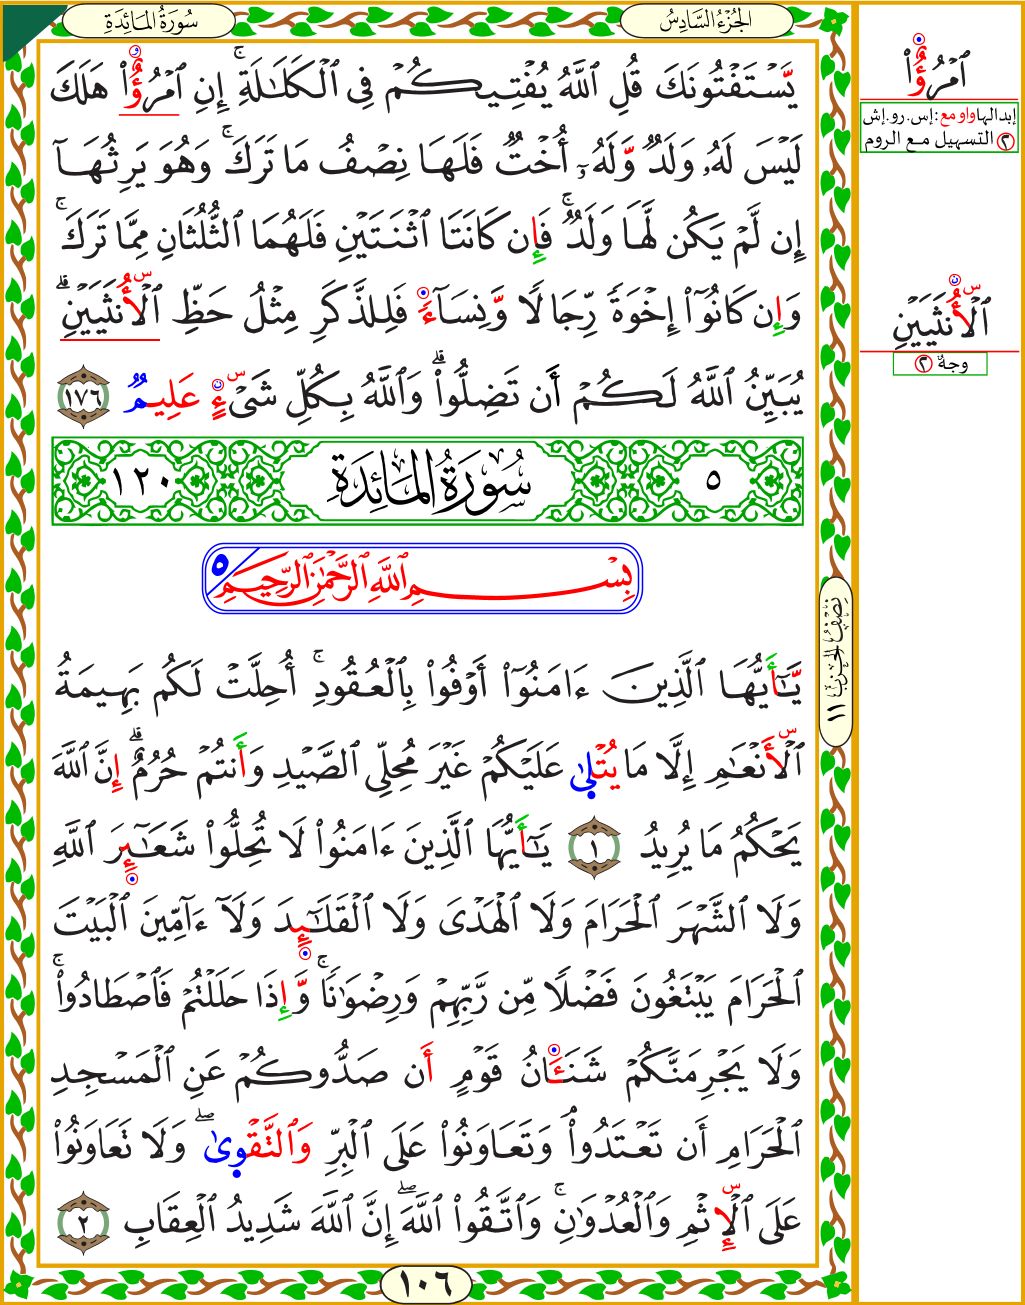 سُورَةُ المَائِدَةِ
الجُزْءُ السَّادِسُ
يَّسْتَفْتُونَكَ قُلِ ٱللَّهُ يُفْتِيكُمْ فِى ٱلْكَلَٰلَةِۚ إِنِ ٱمْرُؤٌا۟ هَلَكَ
لَيْسَ لَهُۥ وَلَدٌ وَّلَهُۥٓ أُخْتٌ فَلَهَا نِصْفُ مَا تَرَكَۚ وَهُوَ يَرِثُهَآ
إِن لَّمْ يَكُن لَّهَا وَلَدٌۚ فَإِن كَانَتَا ٱثْنَتَيْنِ فَلَهُمَا ٱلثُّلُثَانِ مِمَّا تَرَكَۚ
وَإِن كَانُوٓا۟ إِخْوَةً رِّجَالًا وَّنِسَآءً فَلِلذَّكَرِ مِثْلُ حَظِّ ٱلْأُنثَيَيْنِۗ
يُبَيِّنُ ٱللَّهُ لَكُمْ أَن تَضِلُّوا۟ۗ وَٱللَّهُ بِكُلِّ شَىْءٍ عَلِيمٌۢ ١٧٦
٥ سُورَةُ المَائِدَةِ ١٢٠
بِسْمِ ٱللَّهِ ٱلرَّحْمَٰنِ ٱلرَّحِيمِ ٥
يَّٰٓأَيُّهَا ٱلَّذِينَ ءَامَنُوٓا۟ أَوْفُوا۟ بِٱلْعُقُودِۚ أُحِلَّتْ لَكُم بَهِيمَةُ
ٱلْأَنْعَٰمِ إِلَّا مَا يُتْلَىٰ عَلَيْكُمْ غَيْرَ مُحِلِّى ٱلصَّيْدِ وَأَنتُمْ حُرُمٌۗ إِنَّ ٱللَّهَ
يَحْكُمُ مَا يُرِيدُ ١ يَٰٓأَيُّهَا ٱلَّذِينَ ءَامَنُوا۟ لَا تُحِلُّوا۟ شَعَٰٓئِرَ ٱللَّهِ
وَلَا ٱلشَّهْرَ ٱلْحَرَامَ وَلَا ٱلْهَدْىَ وَلَا ٱلْقَلَٰٓئِدَ وَلَآ ءَآمِّينَ ٱلْبَيْتَ
ٱلْحَرَامَ يَبْتَغُونَ فَضْلًا مِّن رَّبِّهِمْ وَرِضْوَٰنًاۚ وَّإِذَا حَلَلْتُمْ فَٱصْطَادُوا۟ۚ
وَلَا يَجْرِمَنَّكُمْ شَنَـَٔانُ قَوْمٍ أَن صَدُّوكُمْ عَنِ ٱلْمَسْجِدِ
ٱلْحَرَامِ أَن تَعْتَدُوا۟ۘ وَتَعَاوَنُوا۟ عَلَى ٱلْبِرِّ وَٱلتَّقْوَىٰۖ وَلَا تَعَاوَنُوا۟
عَلَى ٱلْإِثْمِ وَٱلْعُدْوَٰنِۚ وَٱتَّقُوا۟ ٱللَّهَۖ إِنَّ ٱللَّهَ شَدِيدُ ٱلْعِقَابِ ٢
١٠٦
نِصْفُ الحِزْبِ ١١
ٱمْرُؤٌا۟
إبدالها واو مع: إس.رو.إش
٢ التسهيل مع الروم
ٱلْأُنثَيَيْنِ
وجهٌ ٢